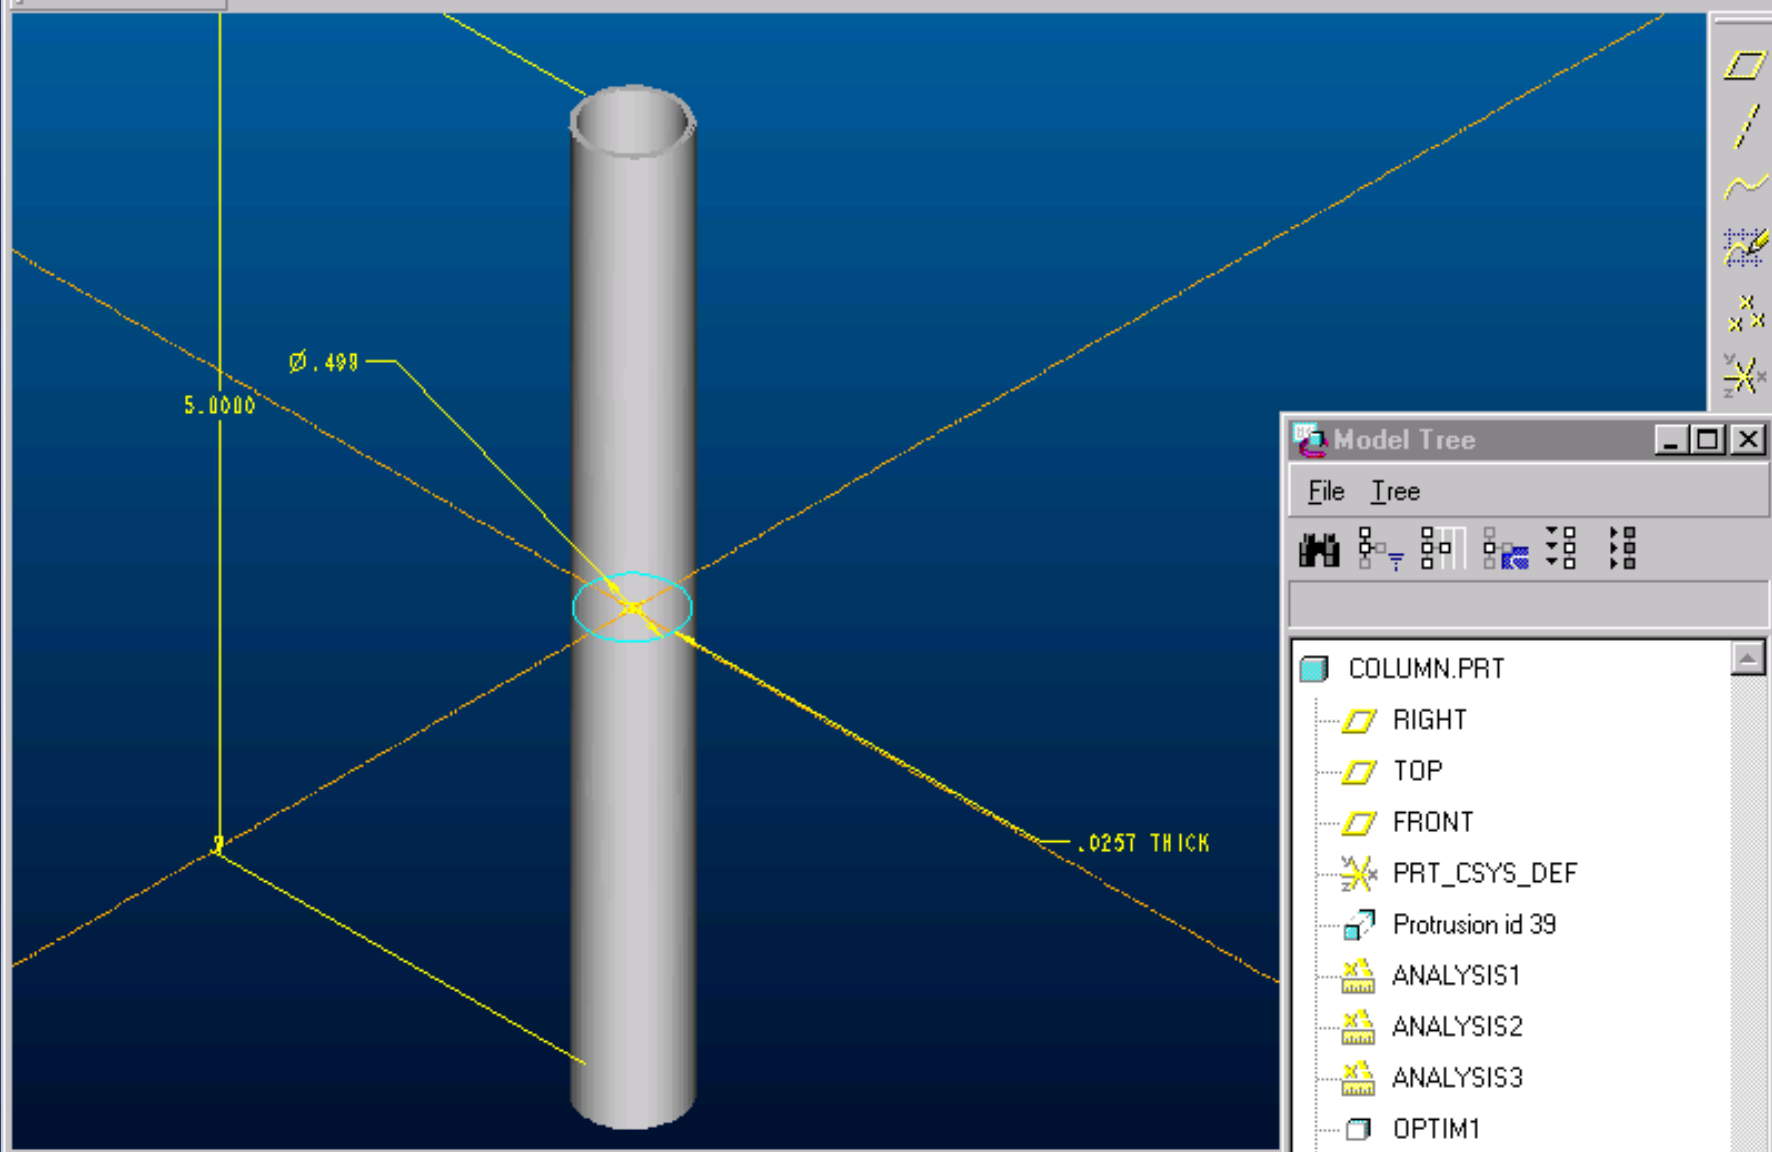 Ø.499
5.0000
.0257 THICK
Model Tree
File Tree
COLUMN.PRT
RIGHT
TOP
FRONT
PRT_CSYS_DEF
Protrusion id 39
ANALYSIS1
ANALYSIS2
ANALYSIS3
OPTIM1